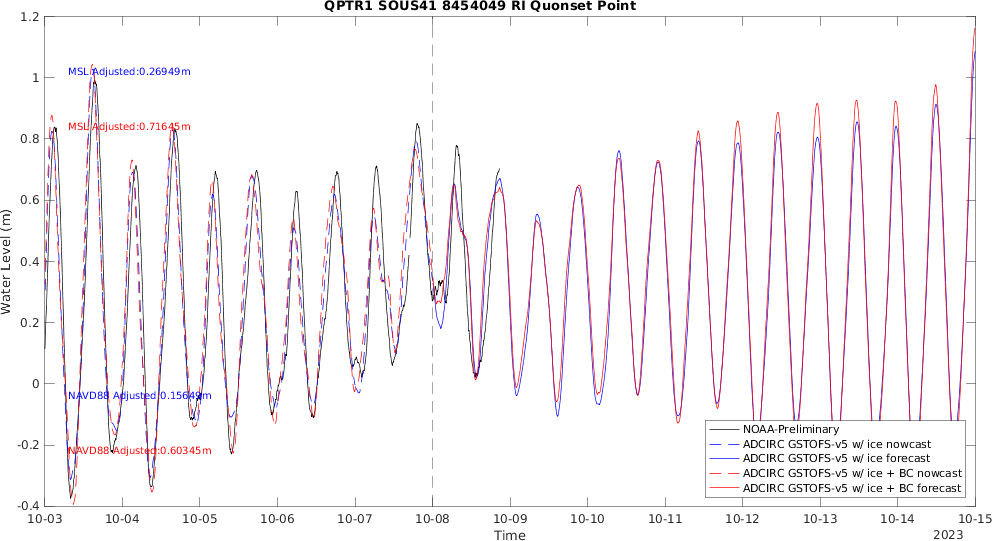 QPTR1 SOUS41 8454049 RI Quonset Point
1.2
1
0.8
0.6
0.4
0.2
0
-0.2
-0.4
Water Level (m)
MSL Adjusted:0.26949m
MSL Adjusted:0.71645m
NAVD88 Adjusted:0.15649m
NAVD88 Adjusted:0.60345m
NOAA-Preliminary
ADCIRC GSTOFS-v5 w/ ice nowcast
ADCIRC GSTOFS-v5 w/ ice forecast
ADCIRC GSTOFS-v5 w/ ice + BC nowcast
ADCIRC GSTOFS-v5 w/ ice + BC forecast
10-03 10-04 10-05 10-06 10-07 10-08 10-09 10-10 10-11 10-12 10-13 10-14 10-15
Time
2023